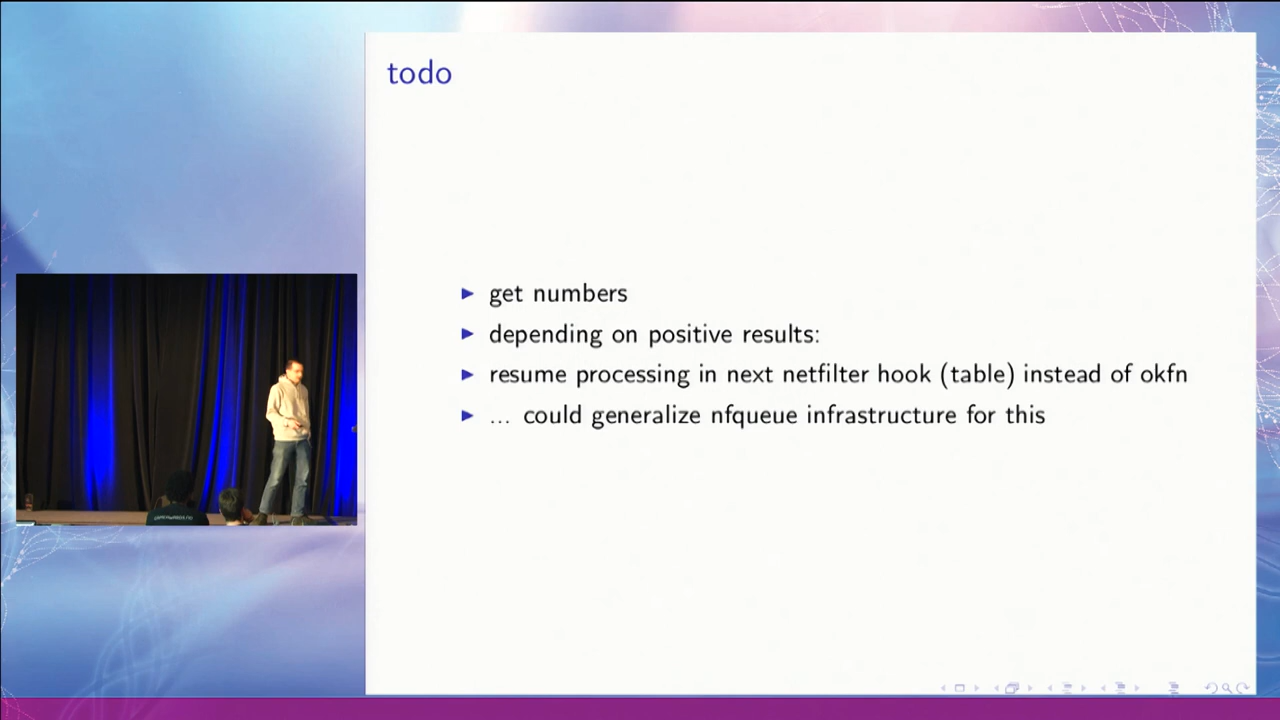 todo
get numbers
depending on positive results:
resume processing in next netfilter hook (table) instead of okfn
... could generalize nfqueue infrastructure for this